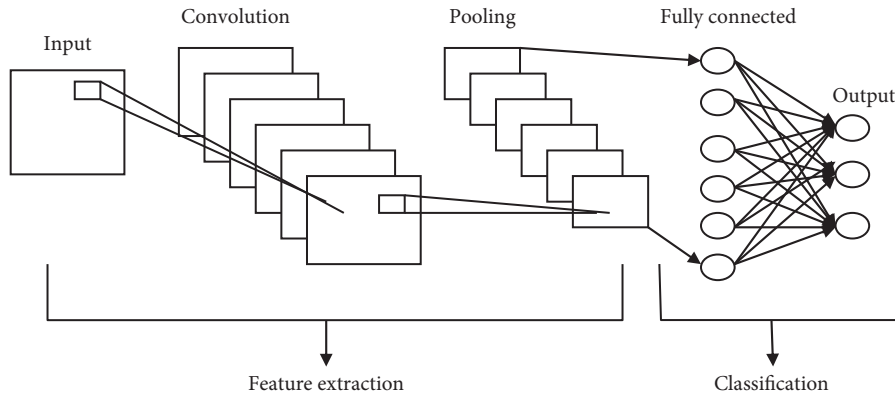 Input
Convolution
Pooling
Fully connected
Output
Feature extraction
Classification